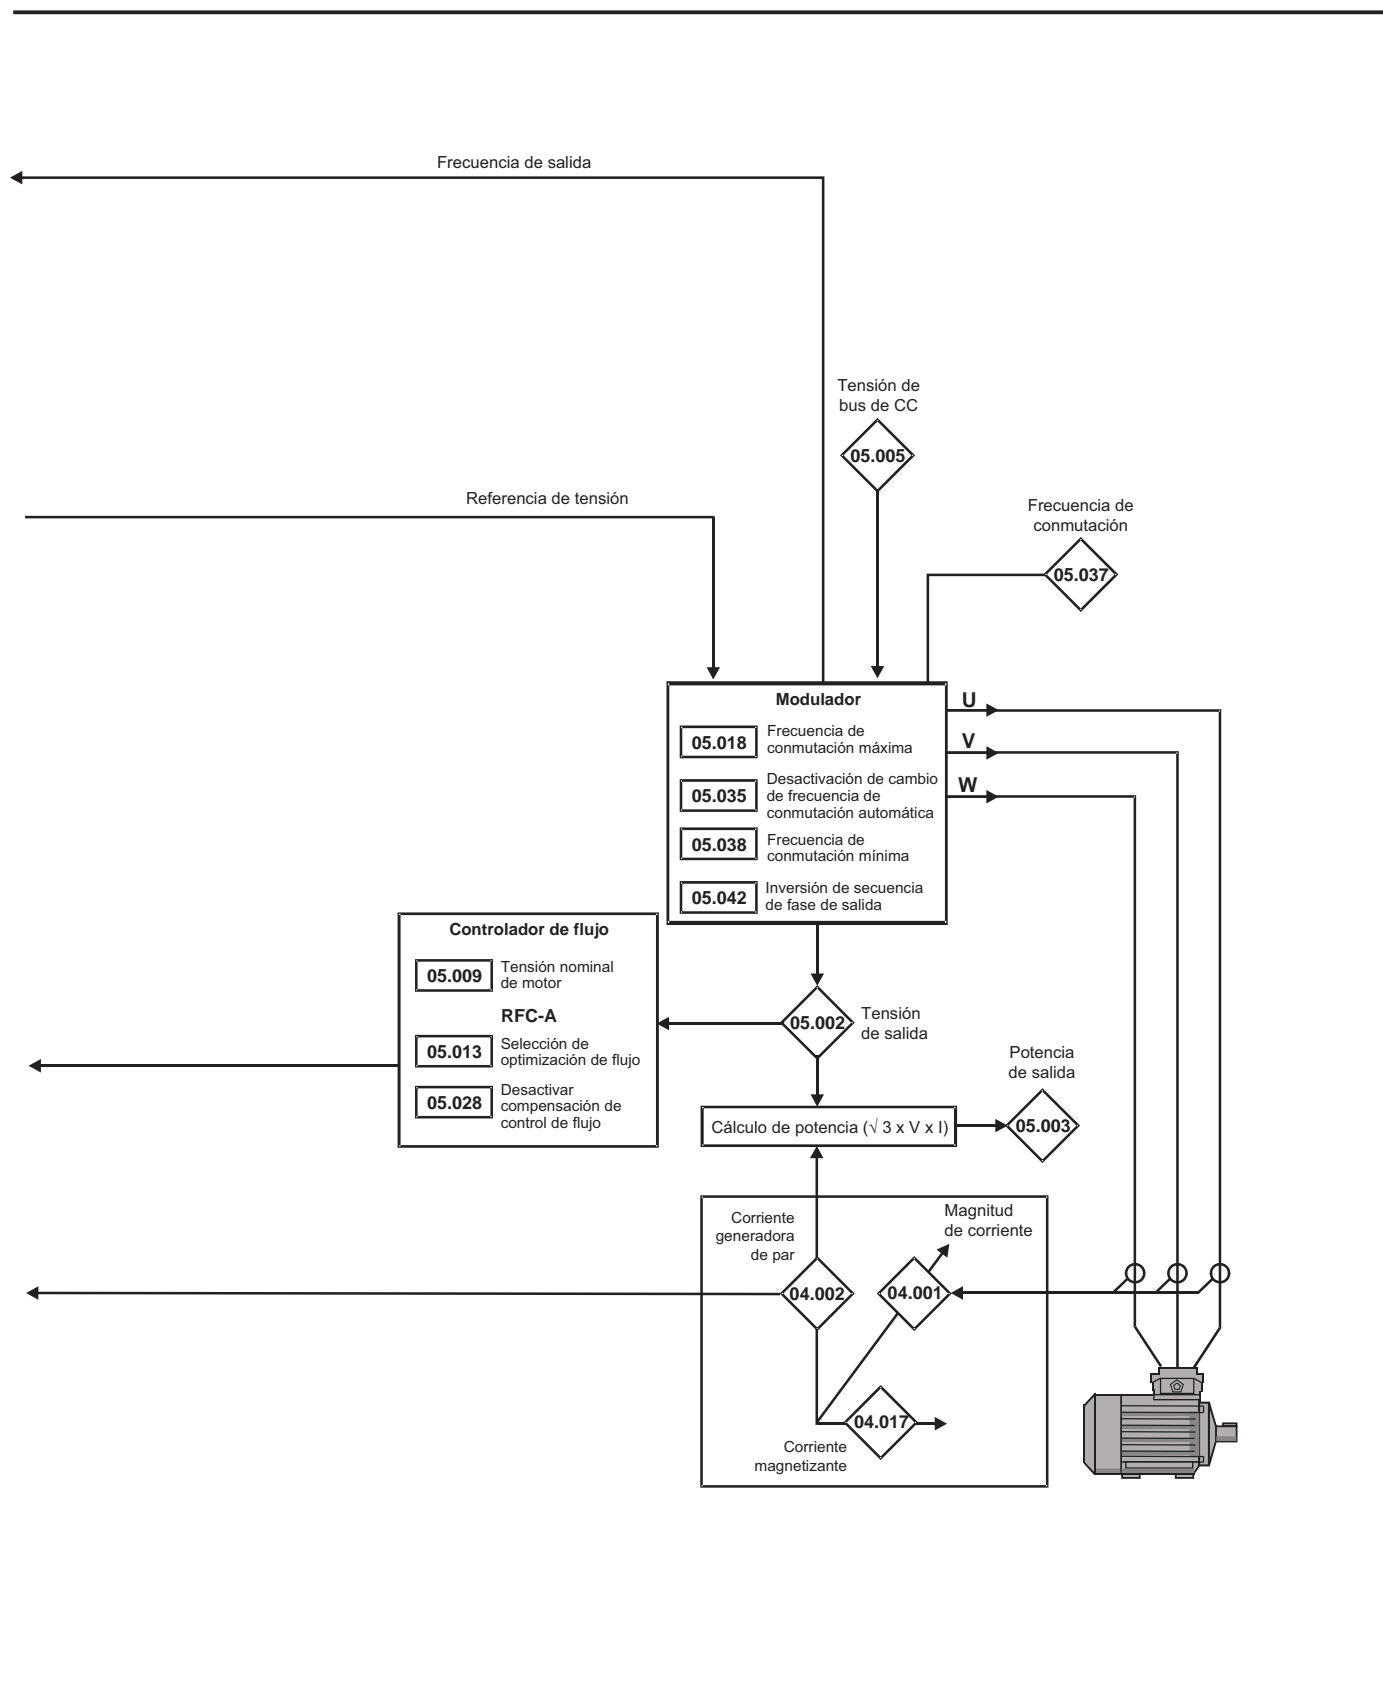 Frecuencia de salida
Tensión de
bus de CC
05.005
Referencia de tensión
Frecuencia de
conmutación
05.037
Modulador
05.018
Frecuencia de
conmutación máxima
05.035
Desactivación de cambio
de frecuencia de
conmutación automática
05.038
Frecuencia de
conmutación mínima
05.042
Inversión de secuencia
de fase de salida
U
V
W
Controlador de flujo
05.009
Tensión nominal
de motor
RFC-A
05.013
Selección de
optimización de flujo
05.028
Desactivar
compensación de
control de flujo
05.002
Tensión
de salida
Potencia
de salida
05.003
Cálculo de potencia (√ 3 x V x I)
Corriente
generadora
de par
04.002
Magnitud
de corriente
04.001
04.017
Corriente
magnetizante